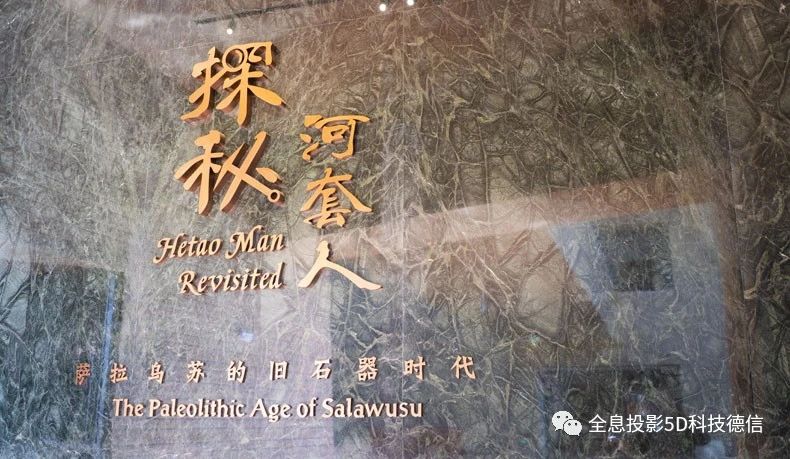 探秘
河套人
Hetao Man
Revisited
萨拉乌苏的旧石器时代
The Paleolithic Age of Salawusu
全息投影5D科技德信